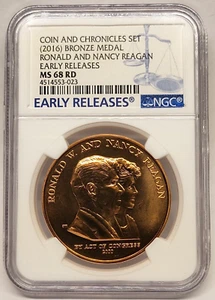 COIN AND CHRONICLES SET
(2016) BRONZE MEDAL
RONALD AND NANCY REAGAN
EARLY RELEASES
MS 68 RD
4514553-023
EARLY RELEASES® NGC®
RONALD W. AND NANCY REAGAN
BY ACT OF CONGRESS
2000